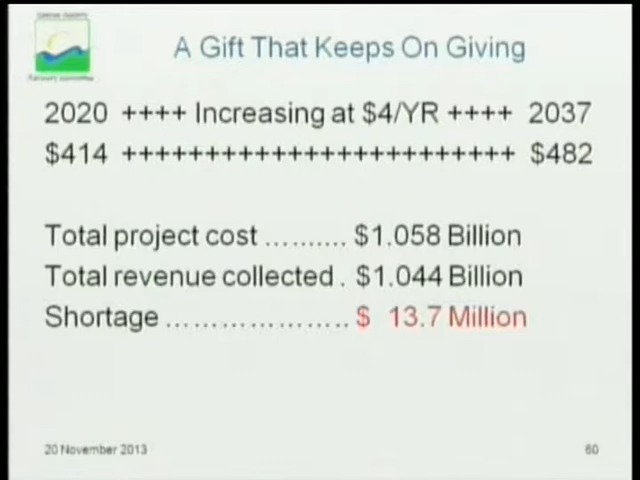 A Gift That Keeps On Giving
2020 ++++ Increasing at $4/YR ++++ 2037
$414 ++++++++++++++++++++++++ $482
Total project cost .......... $1.058 Billion
Total revenue collected . $1.044 Billion
Shortage ...................... $ 13.7 Million
20 November 2013
60